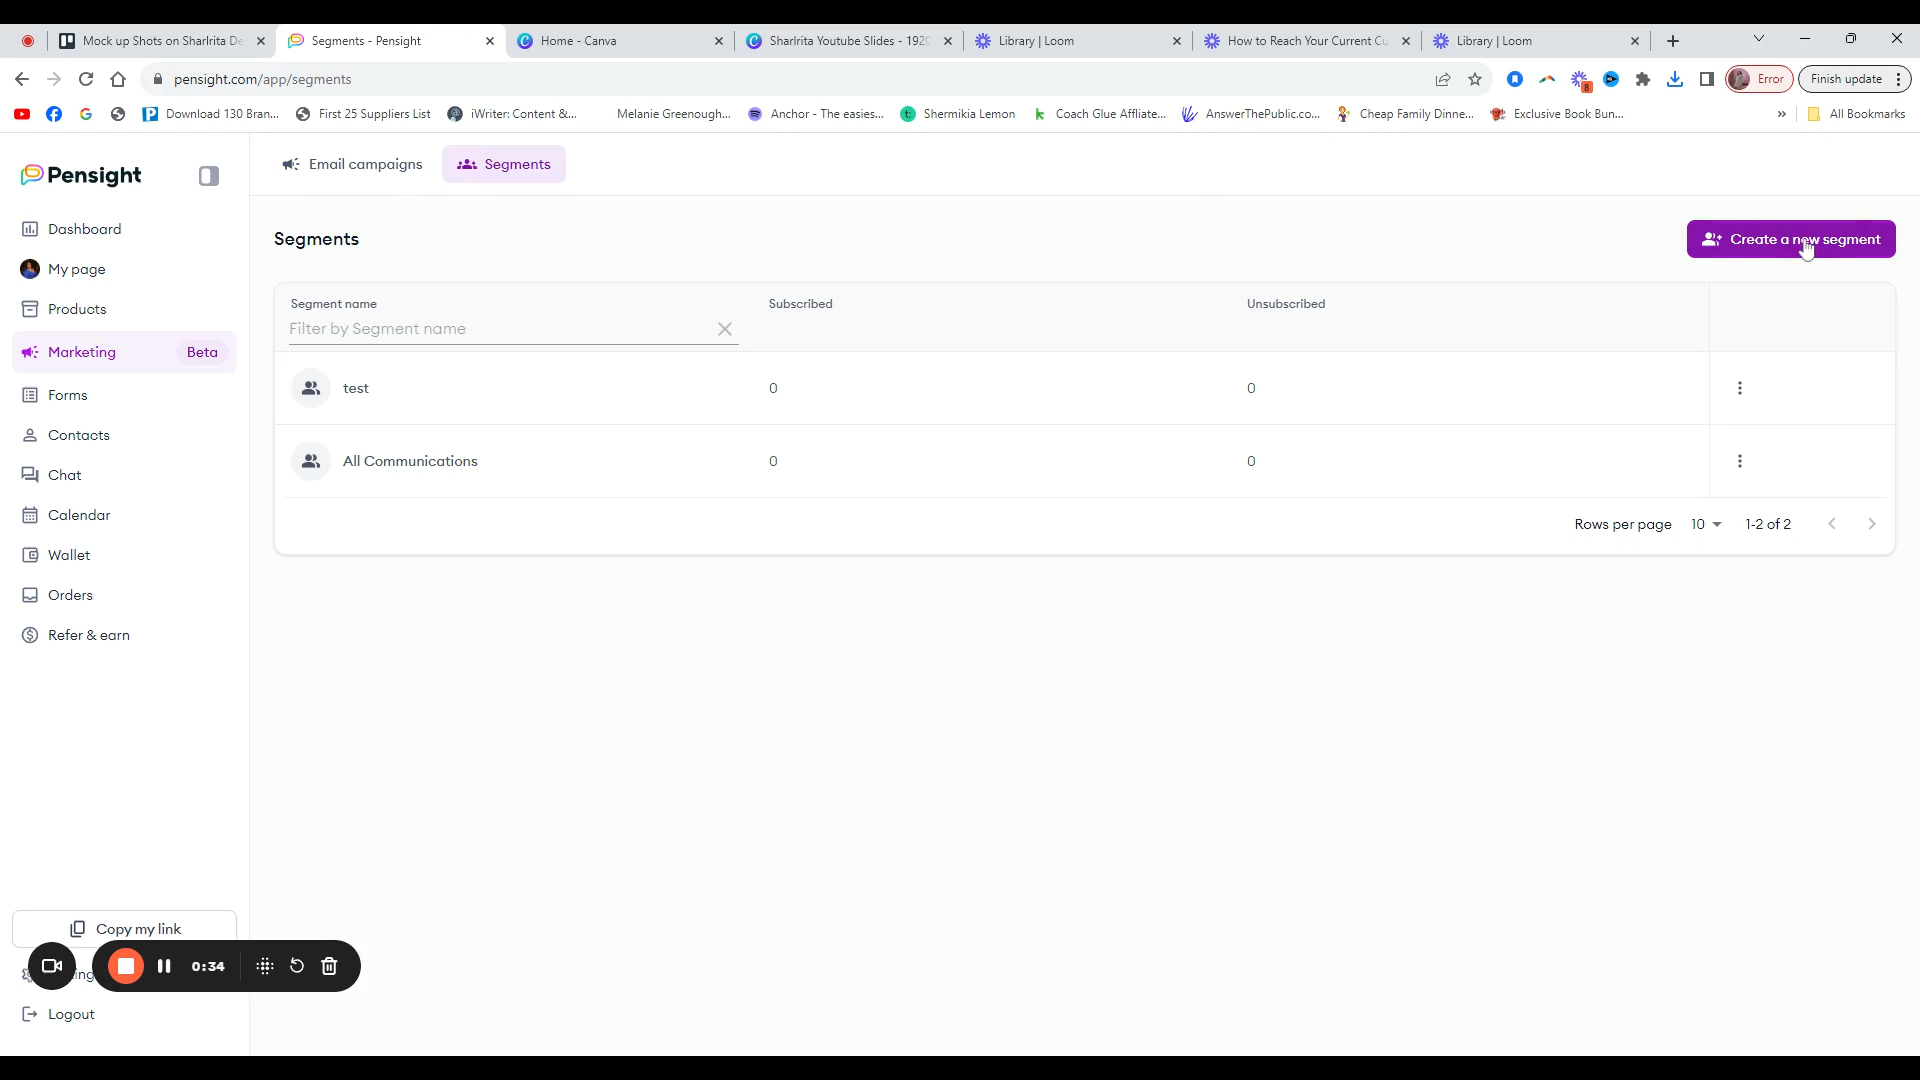 Mock up Shots on Sharlrita De
Segments - Pensight
Home - Canva
Sharlrita Youtube Slides - 1920
Library | Loom
How to Reach Your Current Cu
Library | Loom
pensight.com/app/segments
8
Error
Finish update
Download 130 Bran...
First 25 Suppliers List
iWriter: Content &...
Melanie Greenough...
Anchor - The easies...
Shermikia Lemon
Coach Glue Affliate...
AnswerThePublic.co...
Cheap Family Dinne...
Exclusive Book Bun...
»
All Bookmarks
Pensight
Email campaigns
Segments
Dashboard
My page
Products
Marketing
Beta
Forms
Contacts
Chat
Calendar
Wallet
Orders
Refer & earn
Segments
Create a new segment
Segment name
Subscribed
Unsubscribed
Filter by Segment name
test
0
0
All Communications
0
0
Rows per page
10
1-2 of 2
Copy my link
0:34
Logout